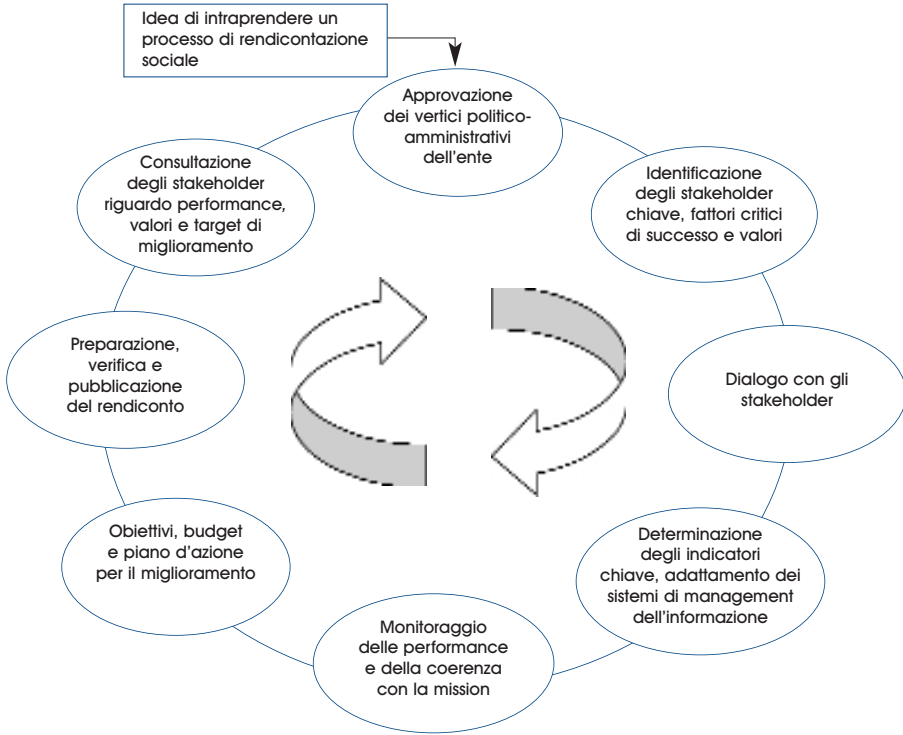 Idea di intraprendere un
processo di rendicontazione
sociale
Approvazione
dei vertici politico-
amministrativi
dell'ente
Identificazione
degli stakeholder
chiave, fattori critici
di successo e valori
Dialogo con gli
stakeholder
Determinazione
degli indicatori
chiave, adattamento dei
sistemi di management
dell'informazione
Monitoraggio
delle performance
e della coerenza
con la mission
Obiettivi, budget
e piano d'azione
per il miglioramento
Preparazione,
verifica e
pubblicazione
del rendiconto
Consultazione
degli stakeholder
riguardo performance,
valori e target di
miglioramento